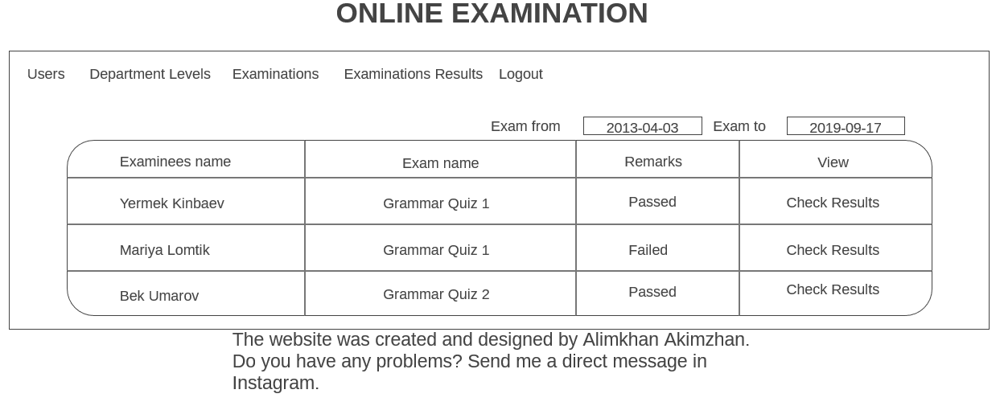 ONLINE EXAMINATION
Users Department Levels Examinations Examinations Results Logout
Exam from 2013-04-03 Exam to 2019-09-17
Examinees name Exam name Remarks View
Yermek Kinbaev Grammar Quiz 1 Passed Check Results
Mariya Lomtik Grammar Quiz 1 Failed Check Results
Bek Umarov Grammar Quiz 2 Passed Check Results
The website was created and designed by Alimkhan Akimzhan.
Do you have any problems? Send me a direct message in
Instagram.